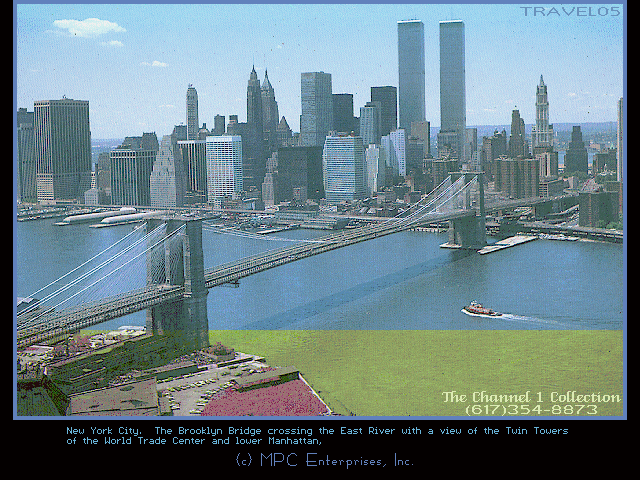 TRAVEL05
The Channel 1 Collection
(617)354-8873
New York City. The Brooklyn Bridge crossing the East River with a view of the Twin Towers
of the World Trade Center and lower Manhattan,
(c) MPC Enterprises, Inc.